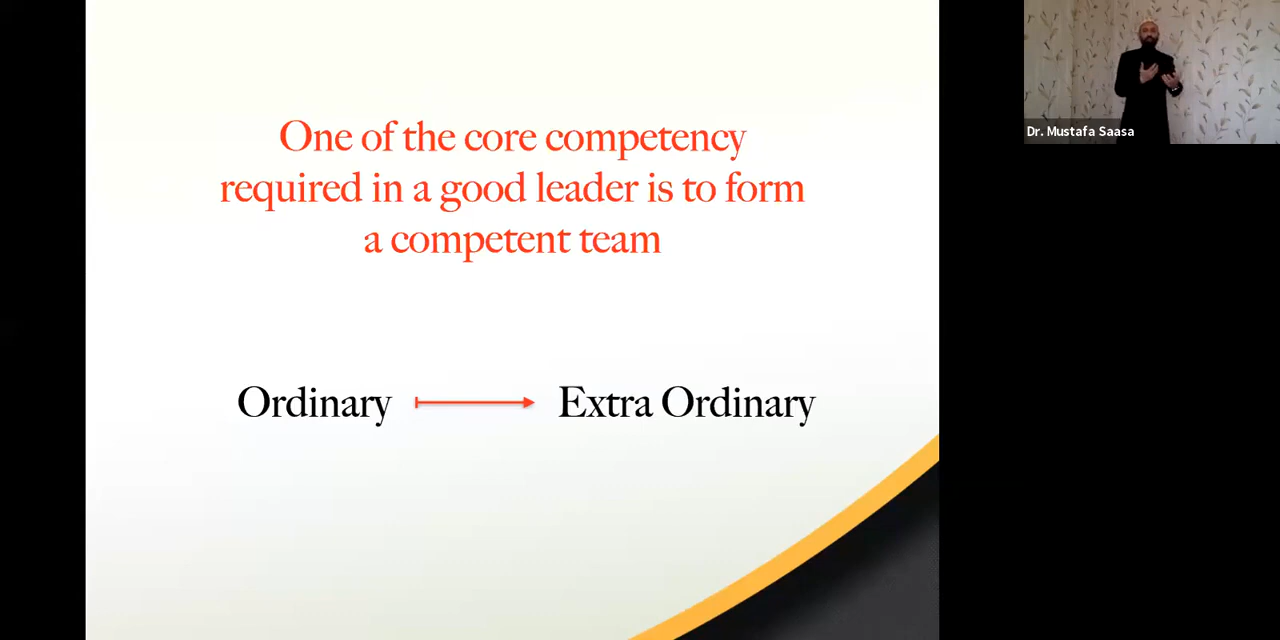 One of the core competency
required in a good leader is to form
a competent team
Ordinary
Extra Ordinary
Dr. Mustafa Saasa